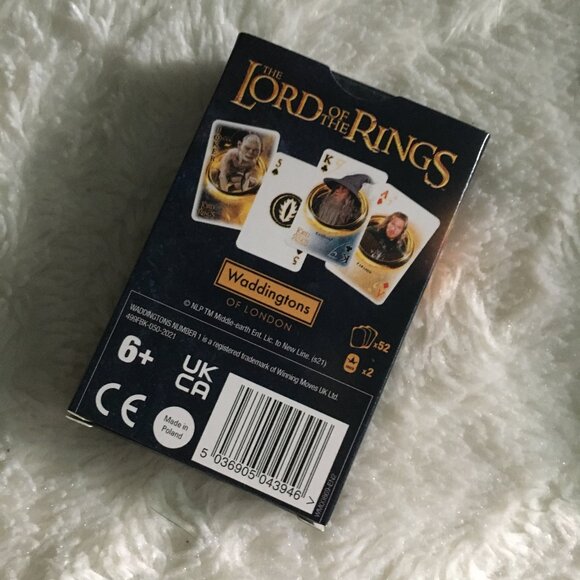 THE
LORD OF
THE RINGS
5
K
A
5
Waddingtons
OF LONDON
© NLP TM Middle-earth Ent. Lic. to New Line. (s21)
WADDINGTONS NUMBER 1 is a registered trademark of Winning Moves UK Ltd.
x52
x2
6+
UK
CA
CE
Made in
Poland
5 036905 043946 >